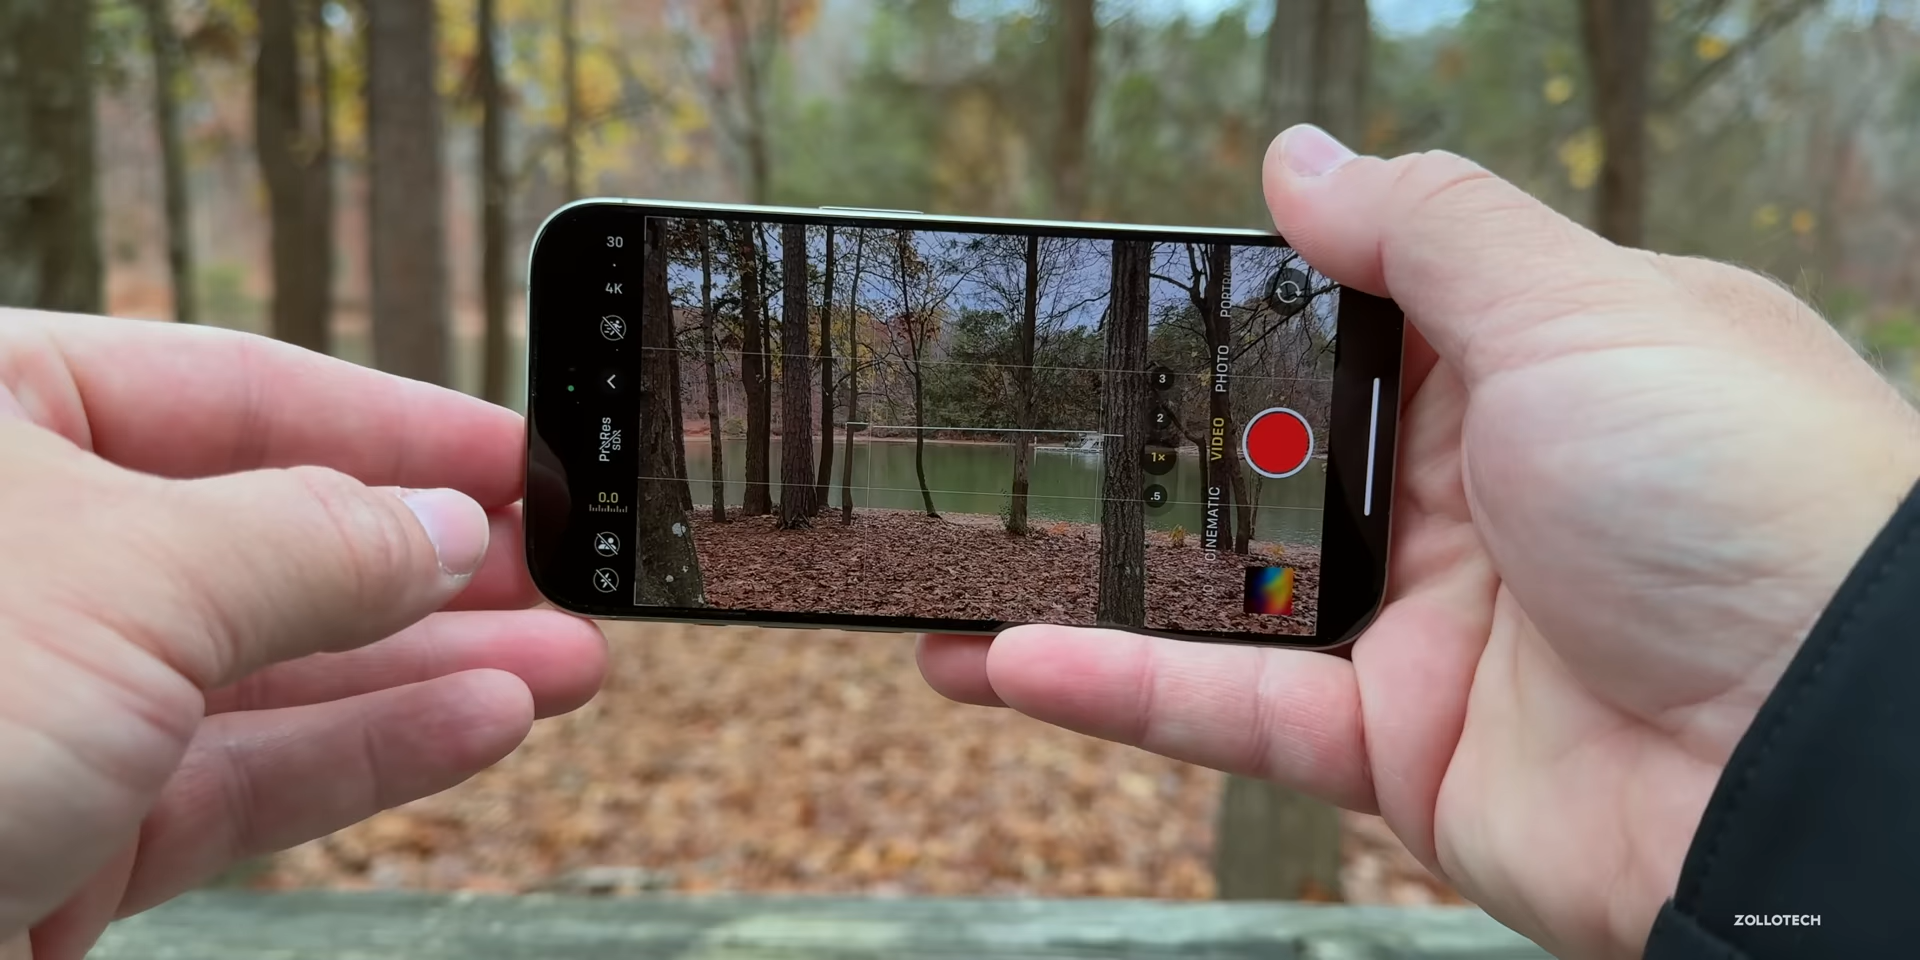 30
4K
ProRes
SDR
0.0
3
2
1×
.5
PORTRAIT
PHOTO
VIDEO
CINEMATIC
ZOLLOTECH